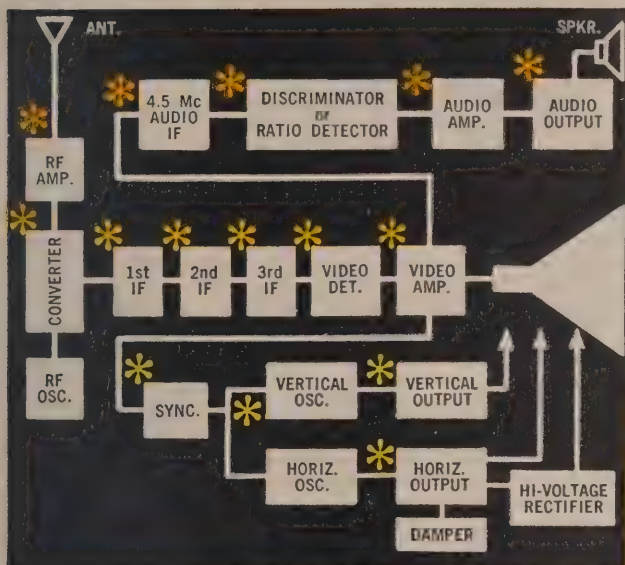 ANT.
SPKR.
4.5 Mc
AUDIO
IF
DISCRIMINATOR
OR
RATIO DETECTOR
AUDIO
AMP.
AUDIO
OUTPUT
RF
AMP.
CONVERTER
1st
IF
2nd
IF
3rd
IF
VIDEO
DET.
VIDEO
AMP.
RF
OSC.
SYNC.
VERTICAL
OSC.
VERTICAL
OUTPUT
HORIZ.
OSC.
HORIZ.
OUTPUT
HI-VOLTAGE
RECTIFIER
DAMPER